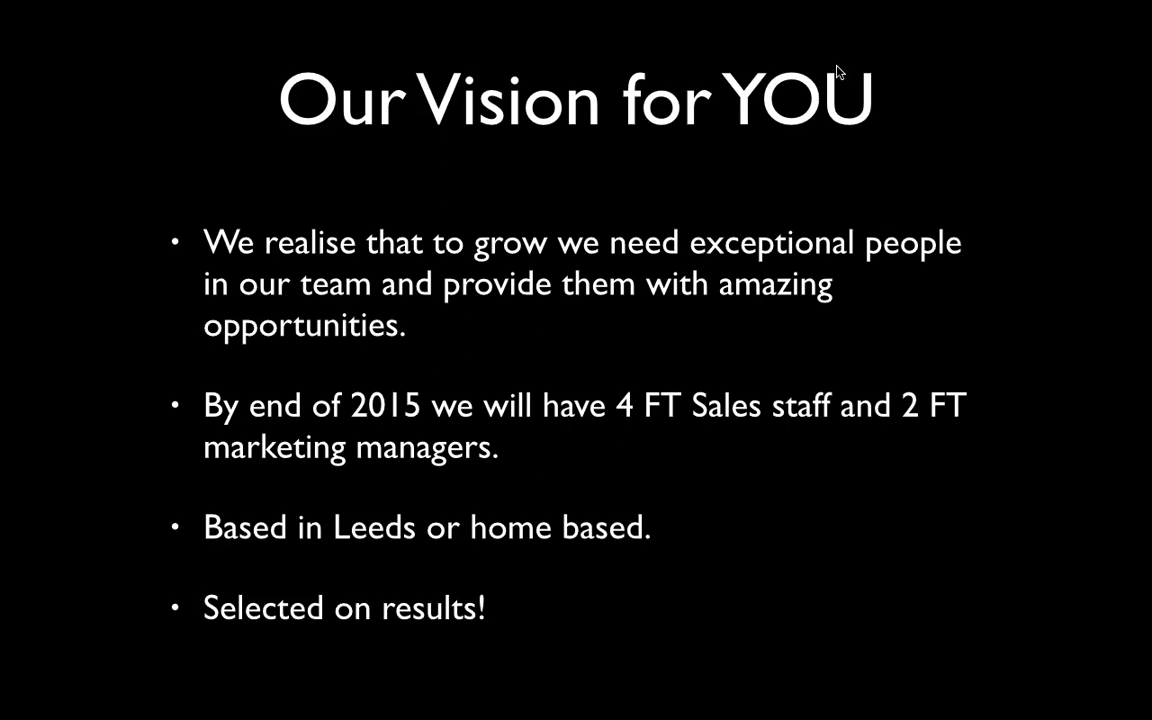 Our Vision for YOU
• We realise that to grow we need exceptional people
in our team and provide them with amazing
opportunities.
• By end of 2015 we will have 4 FT Sales staff and 2 FT
marketing managers.
• Based in Leeds or home based.
• Selected on results!